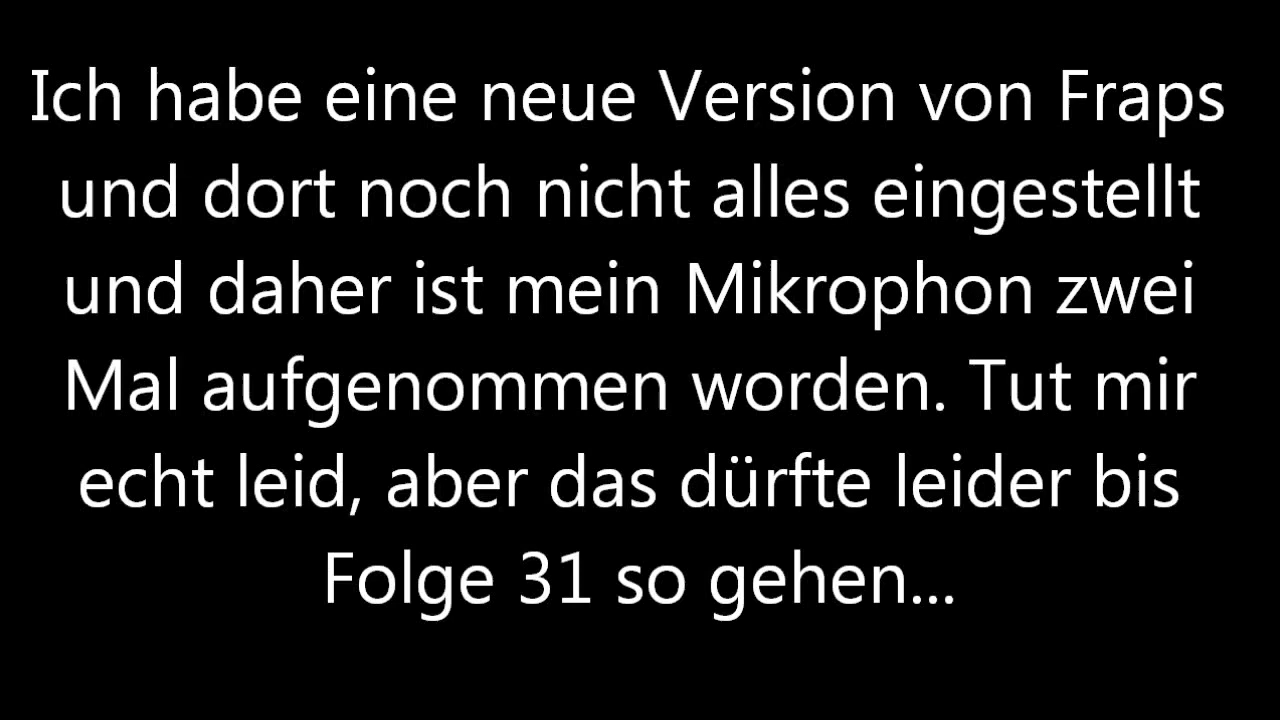 Ich habe eine neue Version von Fraps
und dort noch nicht alles eingestellt
und daher ist mein Mikrophon zwei
Mal aufgenommen worden. Tut mir
echt leid, aber das dürfte leider bis
Folge 31 so gehen...